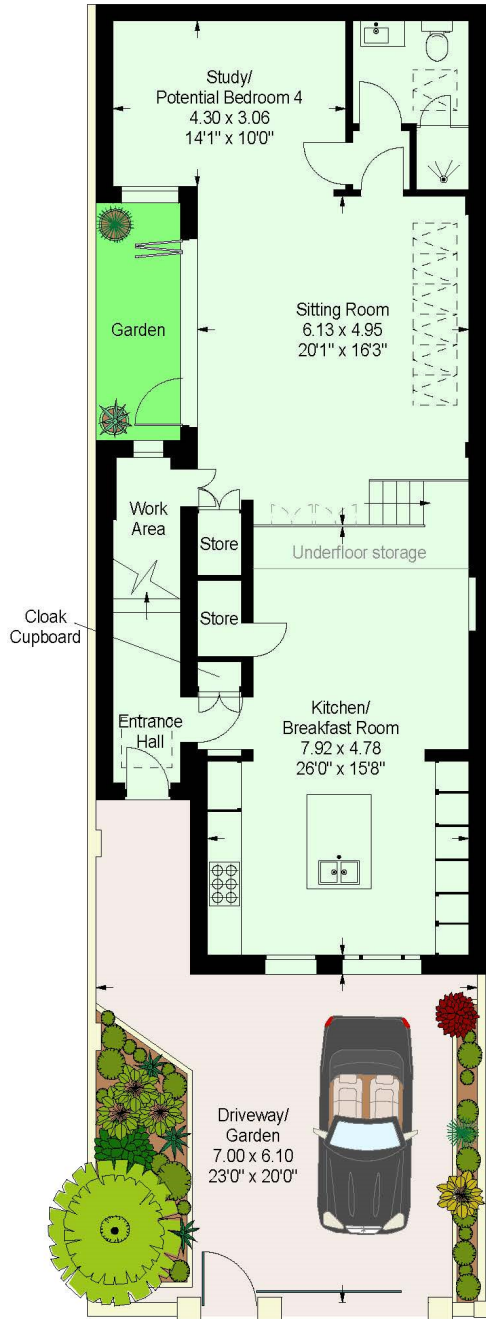 Study/
Potential Bedroom 4
4.30 x 3.06
14'1" x 10'0"
Garden
Sitting Room
6.13 x 4.95
20'1" x 16'3"
Work
Area
Store
Underfloor storage
Store
Cloak
Cupboard
Entrance
Hall
Kitchen/
Breakfast Room
7.92 x 4.78
26'0" x 15'8"
Driveway/
Garden
7.00 x 6.10
23'0" x 20'0"